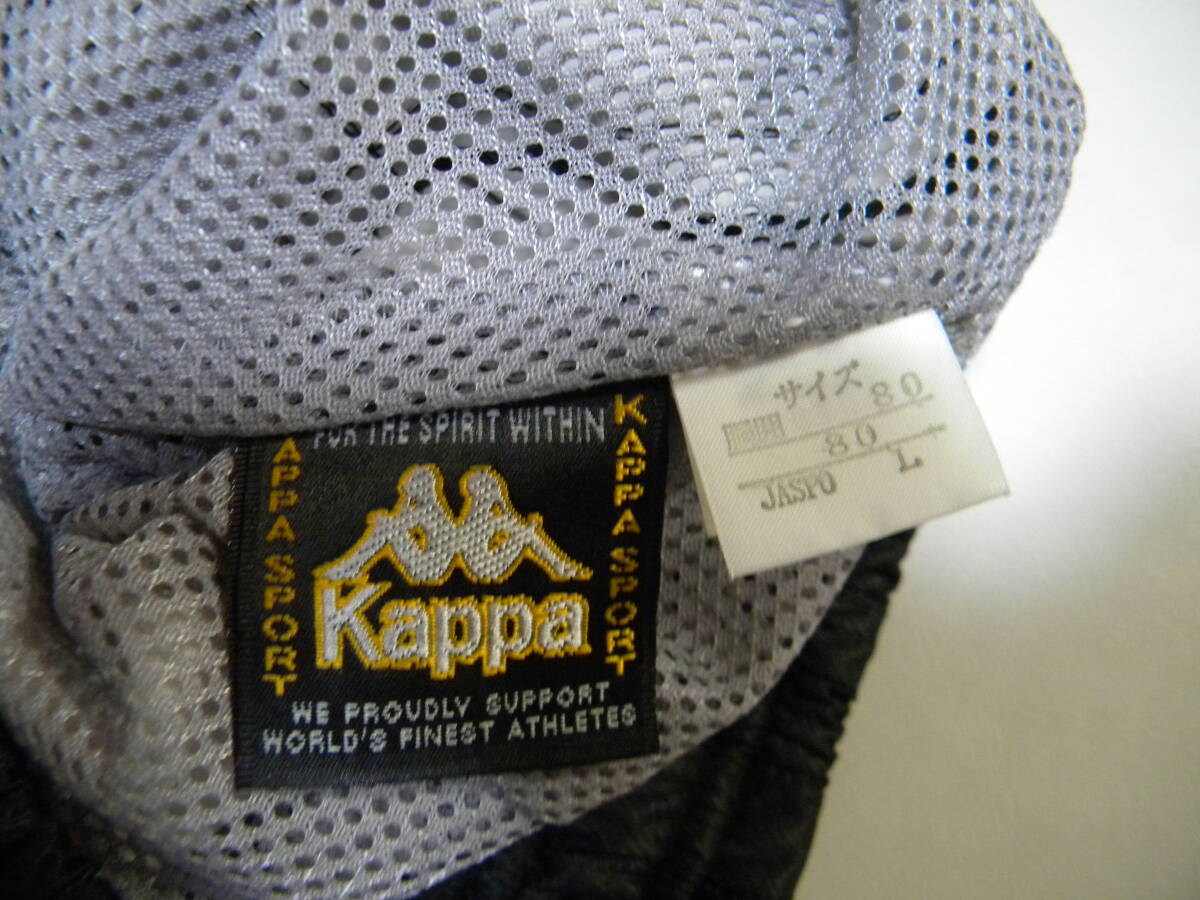 FOR THE SPIRIT WITHIN
KAPPA SPORT
APPA SPORT
Kappa
WE PROUDLY SUPPORT
WORLD'S FINEST ATHLETES
サイズ 80
80
JASPO L